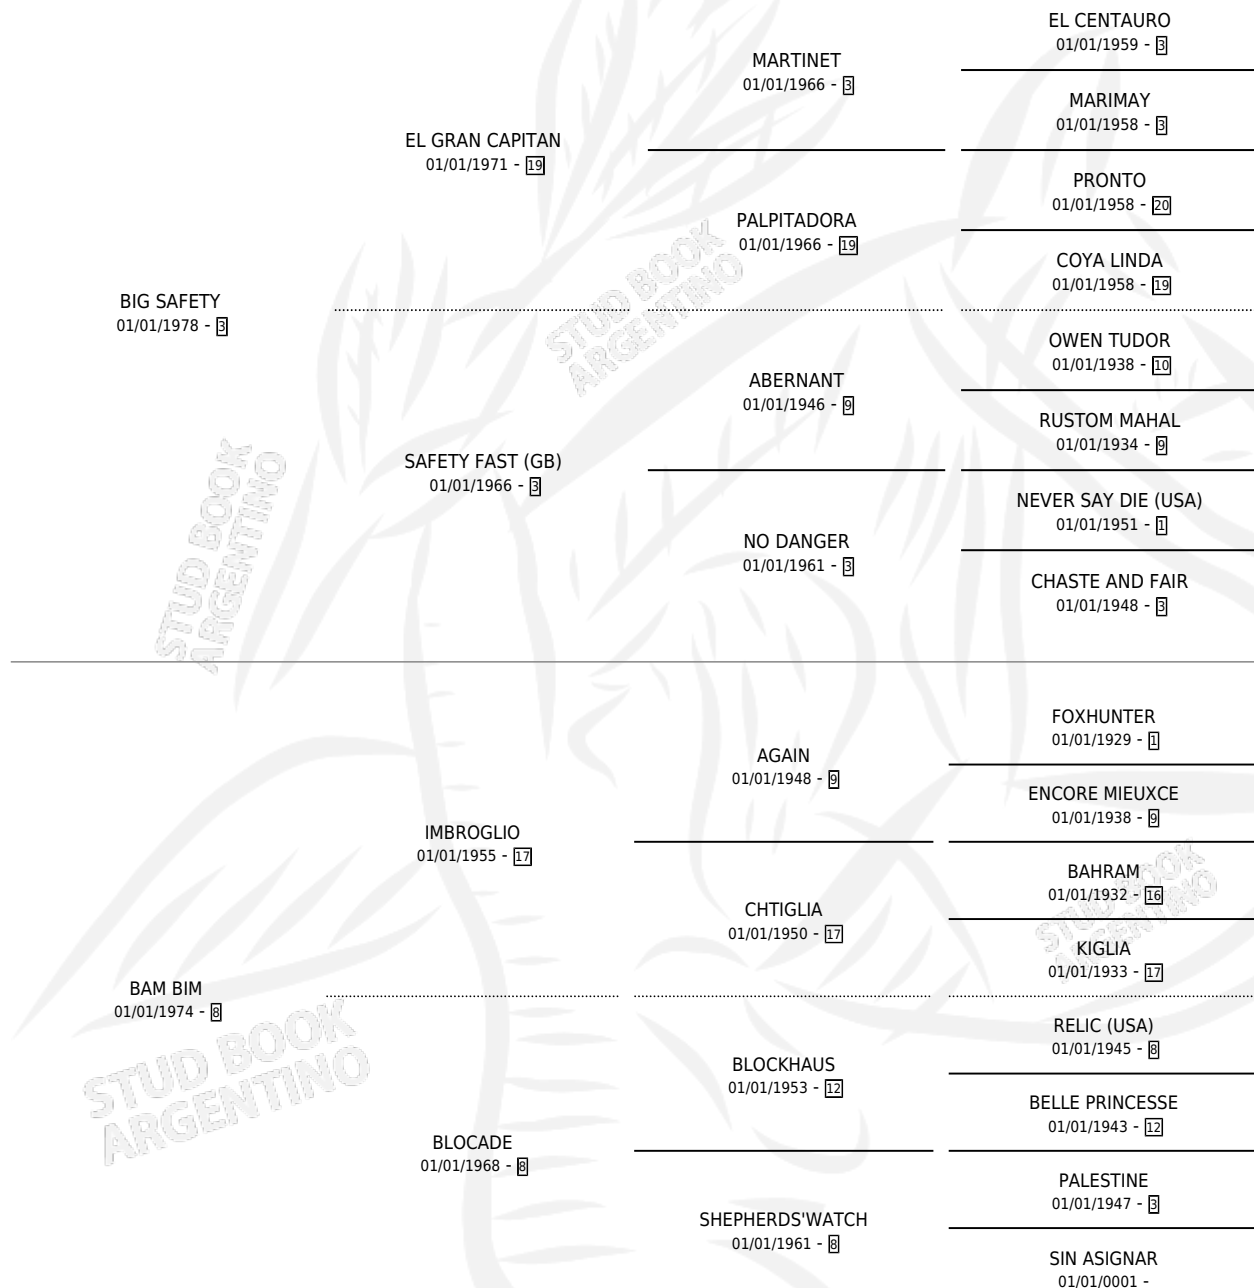 EL CENTAURO
01/01/1959 - 3
MARTINET
01/01/1966 - 3
MARIMAY
01/01/1958 - 3
EL GRAN CAPITAN
01/01/1971 - 19
PRONTO
01/01/1958 - 20
PALPITADORA
01/01/1966 - 19
COYA LINDA
01/01/1958 - 19
BIG SAFETY
01/01/1978 - 3
STUD BOOK
ARGENTINO
OWEN TUDOR
01/01/1938 - 10
ABERNANT
01/01/1946 - 9
RUSTOM MAHAL
01/01/1934 - 9
SAFETY FAST (GB)
01/01/1966 - 3
NEVER SAY DIE (USA)
01/01/1951 - 1
NO DANGER
01/01/1961 - 3
CHASTE AND FAIR
01/01/1948 - 3
STUD BOOK
ARGENTINO
FOXHUNTER
01/01/1929 - 1
AGAIN
01/01/1948 - 9
ENCORE MIEUXCE
01/01/1938 - 9
IMBROGLIO
01/01/1955 - 17
BAHRAM
01/01/1932 - 16
CHTIGLIA
01/01/1950 - 17
STUD BOOK
ARGENTINO
KIGLIA
01/01/1933 - 17
BAM BIM
01/01/1974 - 8
STUD BOOK
ARGENTINO
RELIC (USA)
01/01/1945 - 8
BLOCKHAUS
01/01/1953 - 12
BELLE PRINCESSE
01/01/1943 - 12
BLOCADE
01/01/1968 - 8
PALESTINE
01/01/1947 - 3
SHEPHERDS'WATCH
01/01/1961 - 8
SIN ASIGNAR
01/01/0001 -